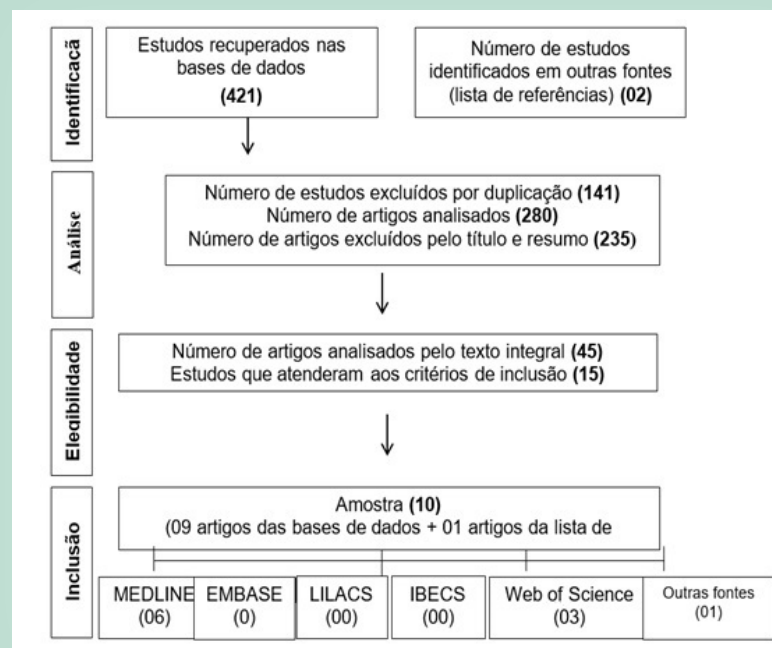 Identificaçã
Estudos recuperados nas
bases de dados
(421)
Número de estudos
identificados em outras fontes
(lista de referências) (02)
Análise
Número de estudos excluídos por duplicação (141)
Número de artigos analisados (280)
Número de artigos excluídos pelo título e resumo (235)
Elegibilidade
Número de artigos analisados pelo texto integral (45)
Estudos que atenderam aos critérios de inclusão (15)
Inclusão
Amostra (10)
(09 artigos das bases de dados + 01 artigos da lista de
MEDLINE
(06)
EMBASE
(0)
LILACS
(00)
IBECS
(00)
Web of Science
(03)
Outras fontes
(01)